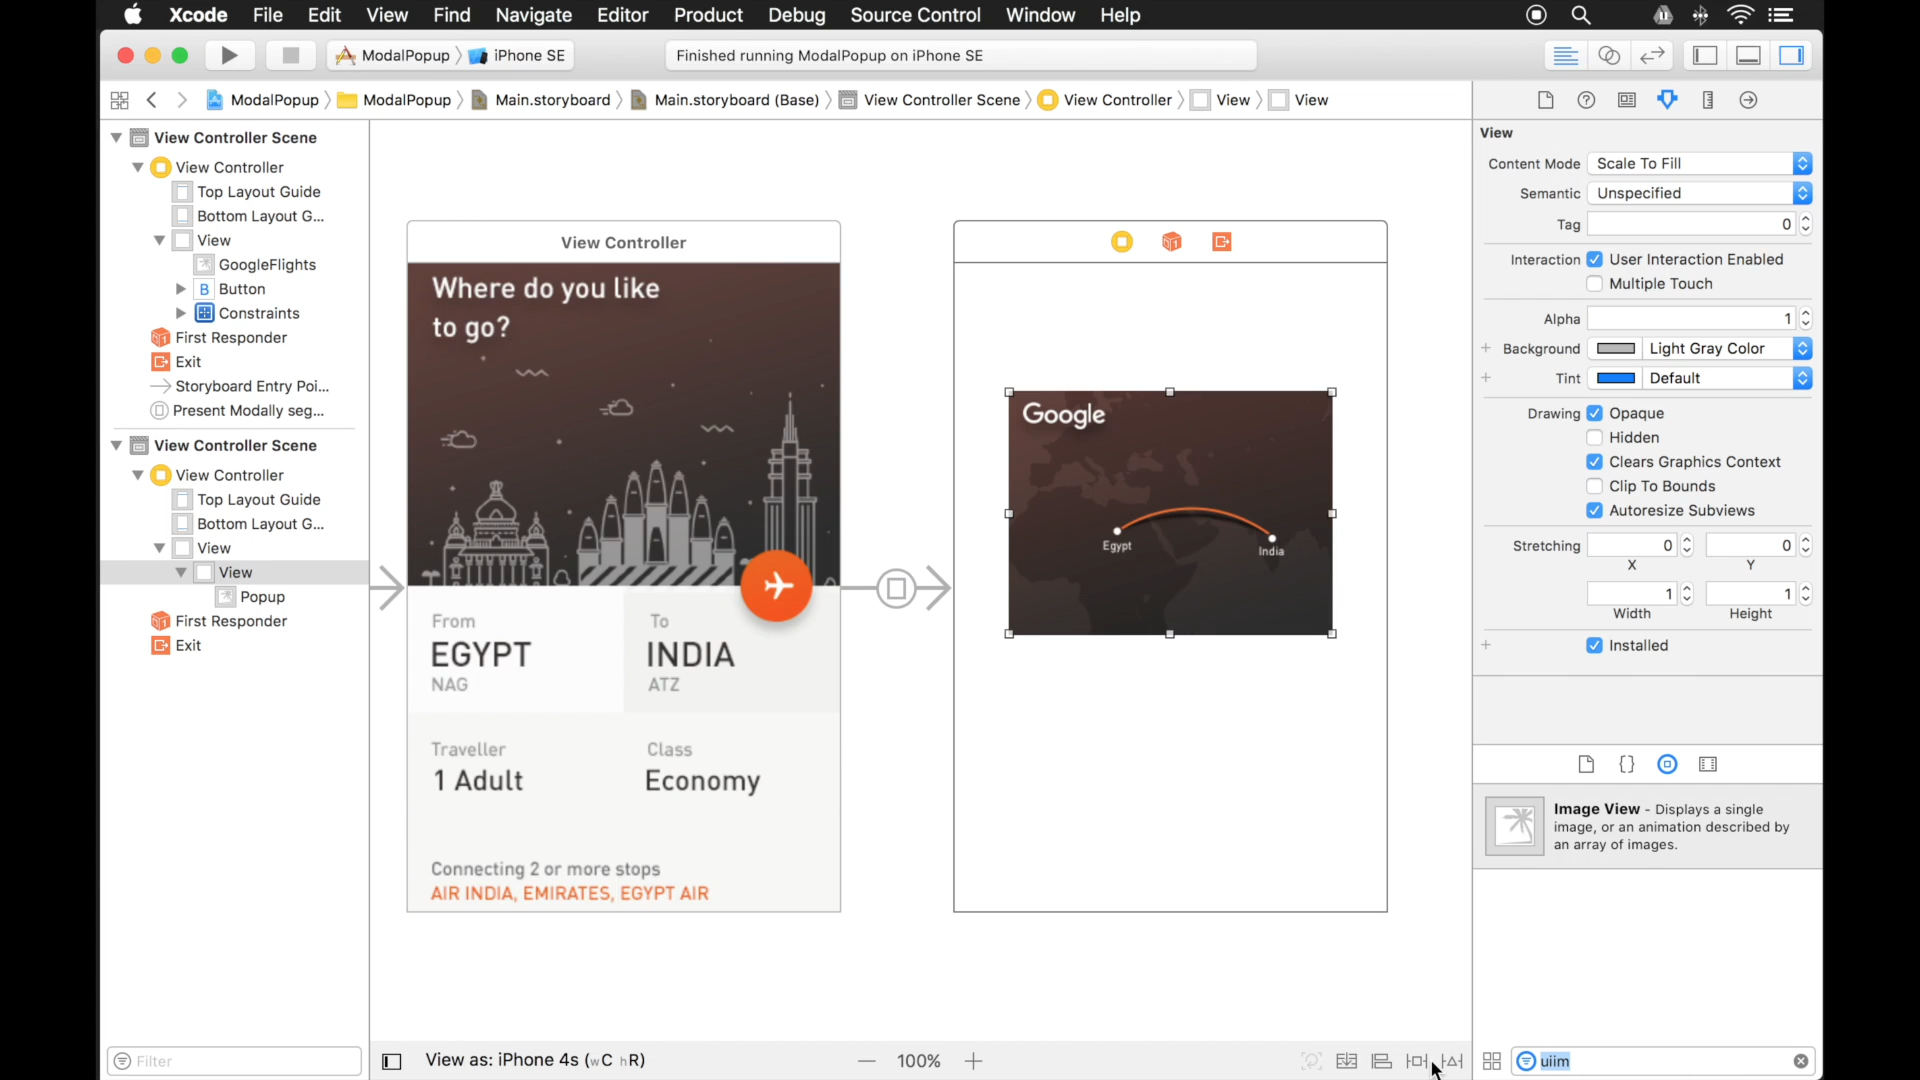 Xcode File Edit View Find Navigate Editor Product Debug Source Control Window Help
ModalPopup iPhone SE Finished running ModalPopup on iPhone SE
ModalPopup ModalPopup Main.storyboard Main.storyboard (Base) View Controller Scene View Controller View View
View Controller Scene
View Controller
Top Layout Guide
Bottom Layout G...
View
GoogleFlights
B Button
Constraints
First Responder
Exit
Storyboard Entry Poi...
Present Modally seg...
View Controller Scene
View Controller
Top Layout Guide
Bottom Layout G...
View
View
Popup
First Responder
Exit
Filter
View Controller
Where do you like
to go?
From
EGYPT
NAG
To
INDIA
ATZ
Traveller
1 Adult
Class
Economy
Connecting 2 or more stops
AIR INDIA, EMIRATES, EGYPT AIR
Google
Egypt
India
View as: iPhone 4s (wC hR)
100%
View
Content Mode Scale To Fill
Semantic Unspecified
Tag 0
Interaction User Interaction Enabled
Multiple Touch
Alpha 1
Background Light Gray Color
Tint Default
Drawing Opaque
Hidden
Clears Graphics Context
Clip To Bounds
Autoresize Subviews
Stretching 0 0
X Y
1 1
Width Height
Installed
Image View - Displays a single
image, or an animation described by
an array of images.
uiim